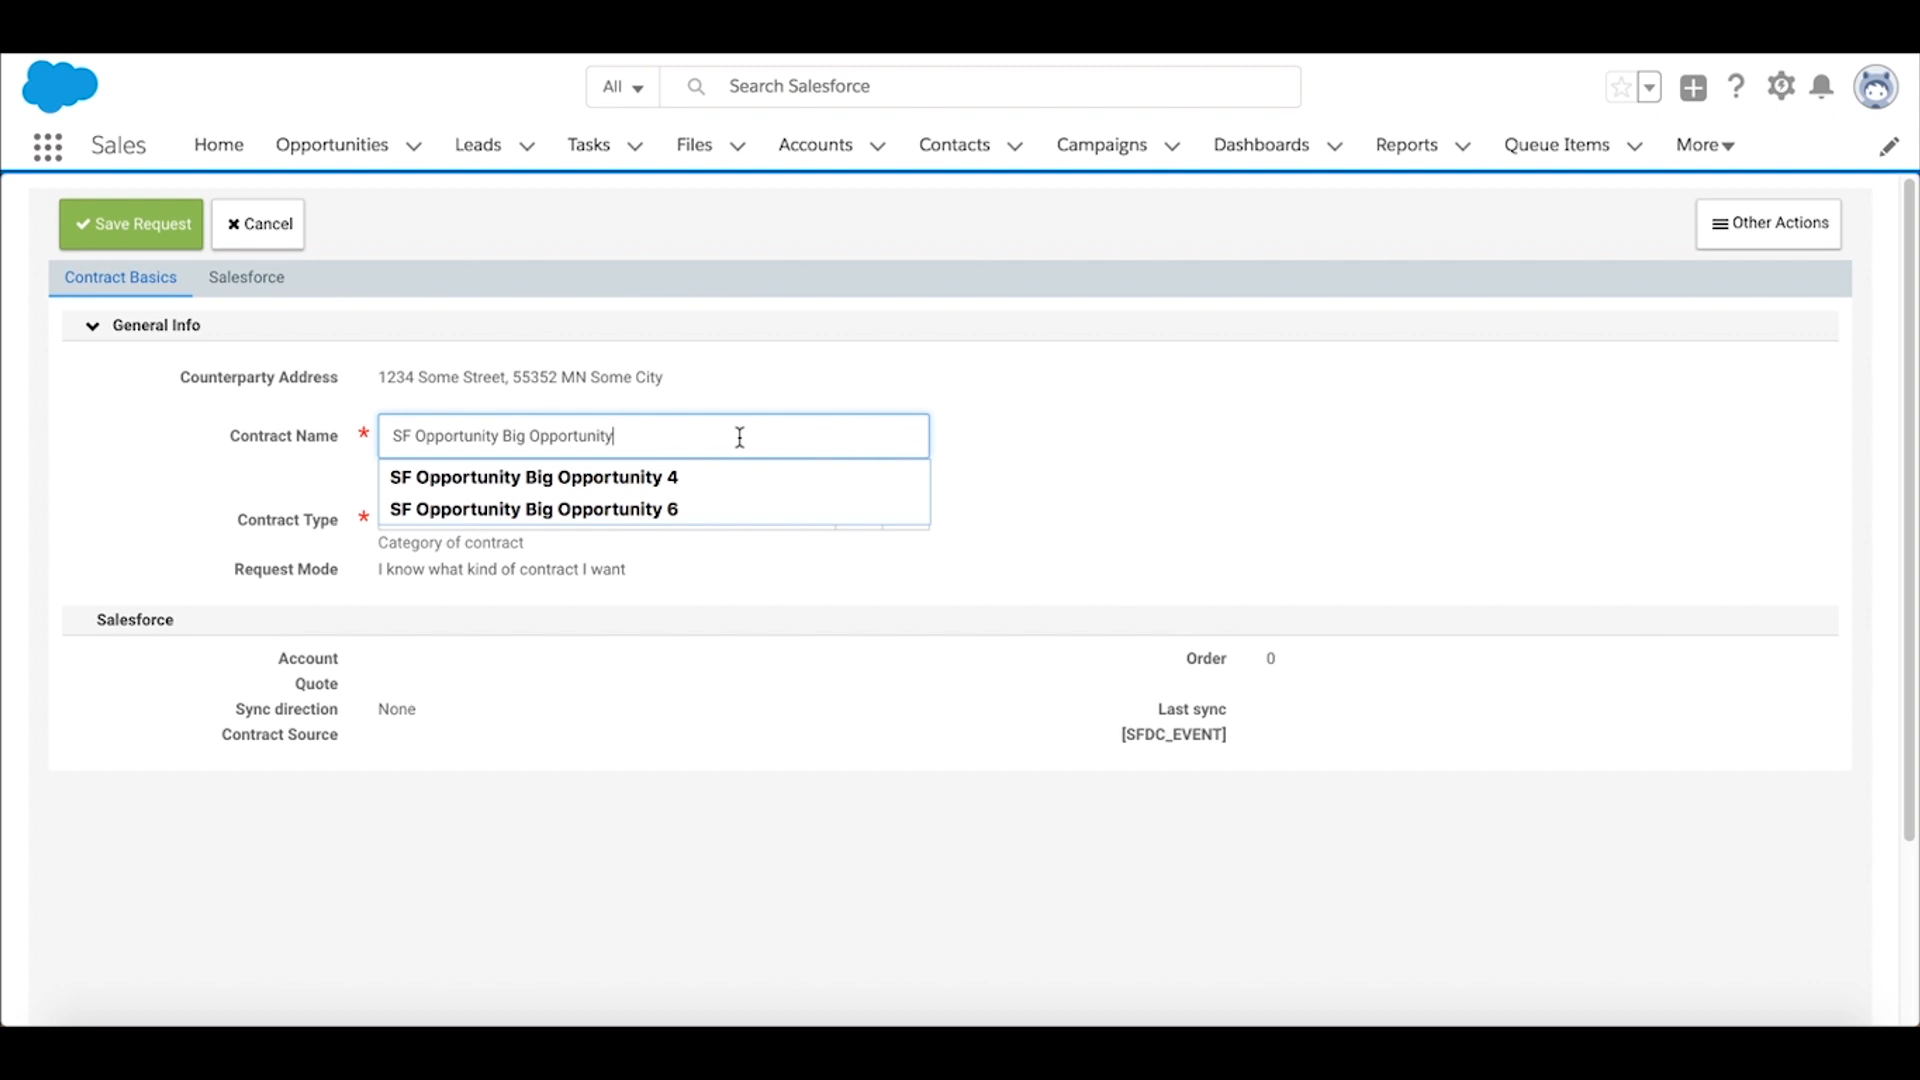 All Search Salesforce
Sales Home Opportunities Leads Tasks Files Accounts Contacts Campaigns Dashboards Reports Queue Items More
Save Request Cancel Other Actions
Contract Basics Salesforce
General Info
Counterparty Address 1234 Some Street, 55352 MN Some City
Contract Name * SF Opportunity Big Opportunity
SF Opportunity Big Opportunity 4
SF Opportunity Big Opportunity 6
Contract Type *
Category of contract
Request Mode I know what kind of contract I want
Salesforce
Account Order 0
Quote
Sync direction None Last sync
Contract Source [SFDC_EVENT]